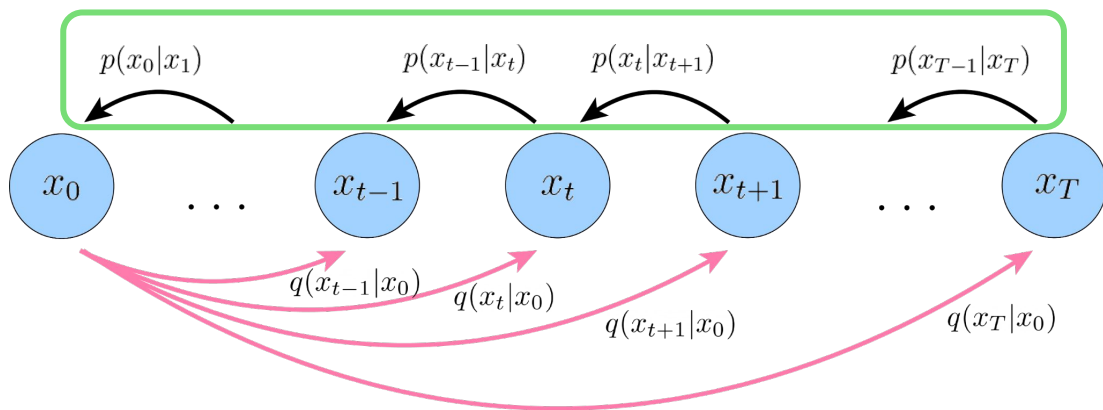 p(x_0|x_1) p(x_{t-1}|x_t) p(x_t|x_{t+1}) p(x_{T-1}|x_T)
x_0 ... x_{t-1} x_t x_{t+1} ... x_T
q(x_{t-1}|x_0) q(x_t|x_0) q(x_{t+1}|x_0) q(x_T|x_0)